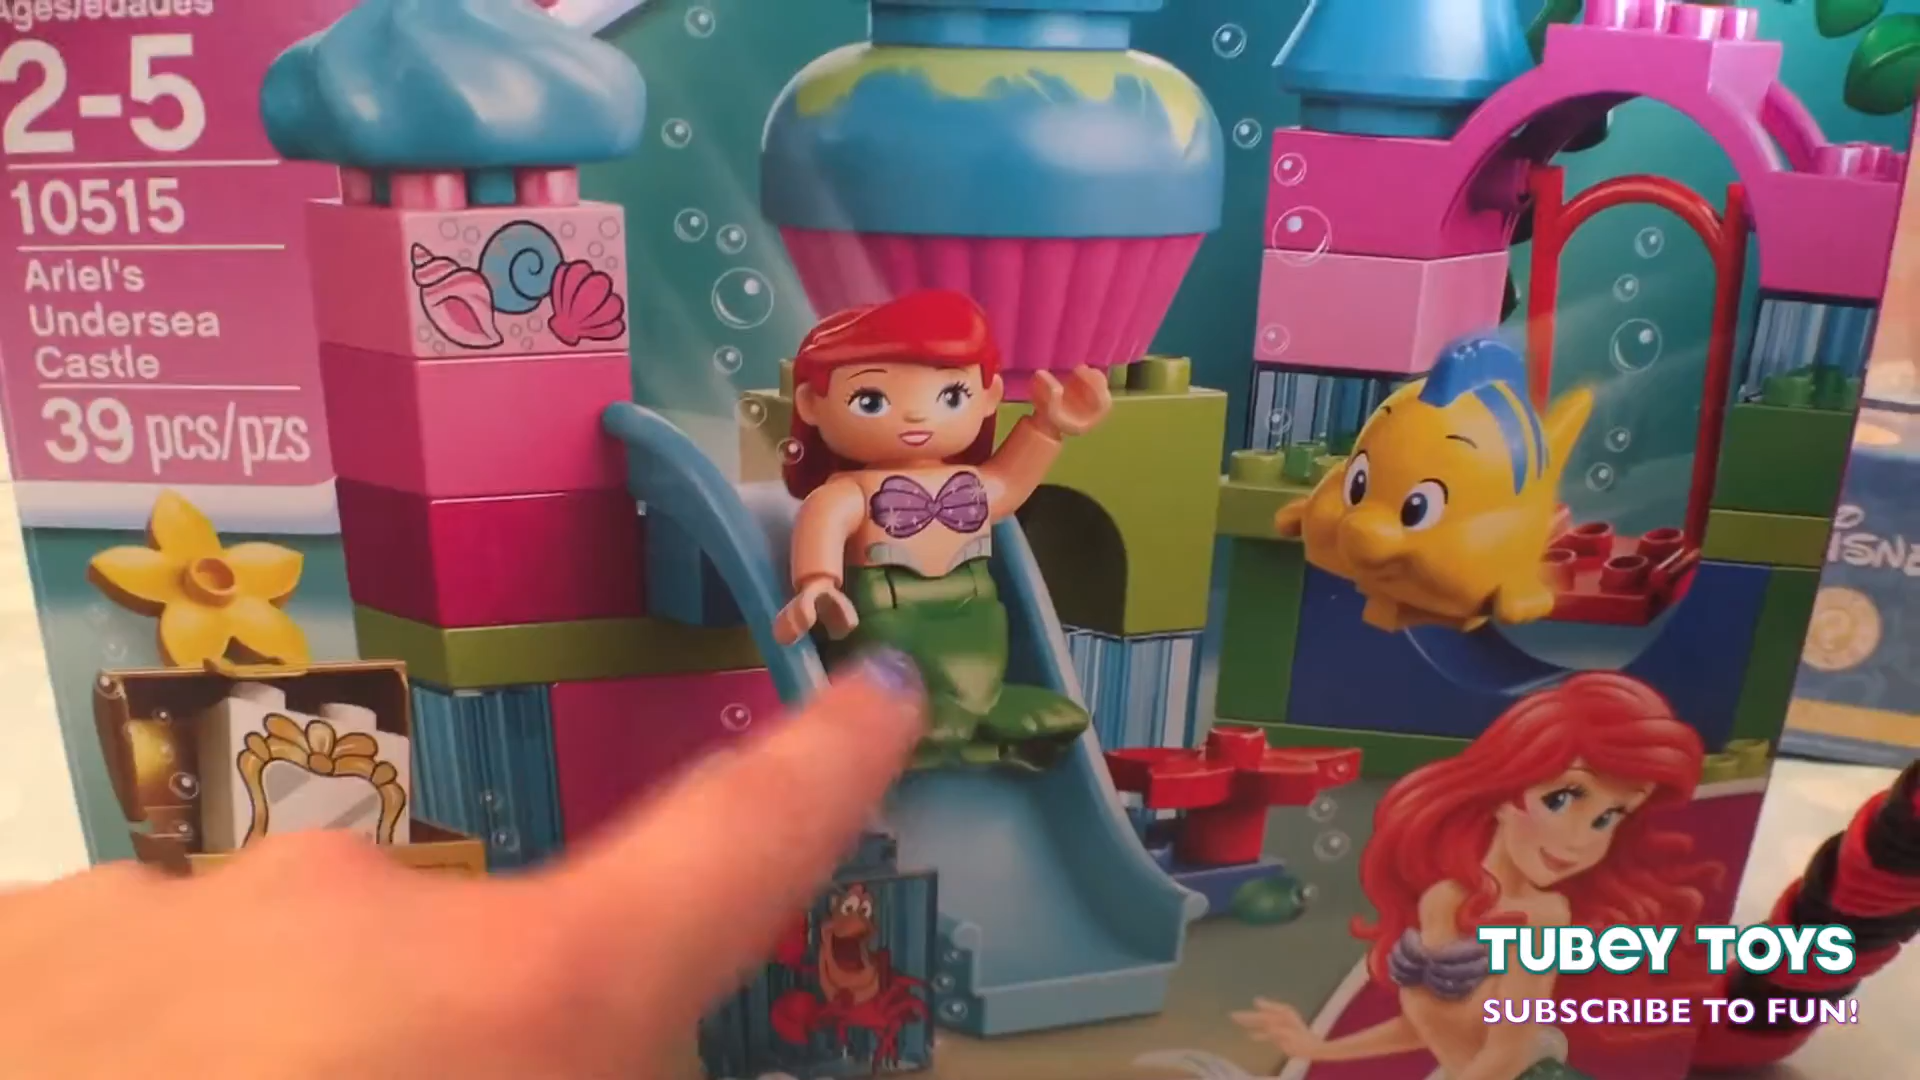 Ages/edades
2-5
10515
Ariel's
Undersea
Castle
39 pcs/pzs
TUBEY TOYS
SUBSCRIBE TO FUN!